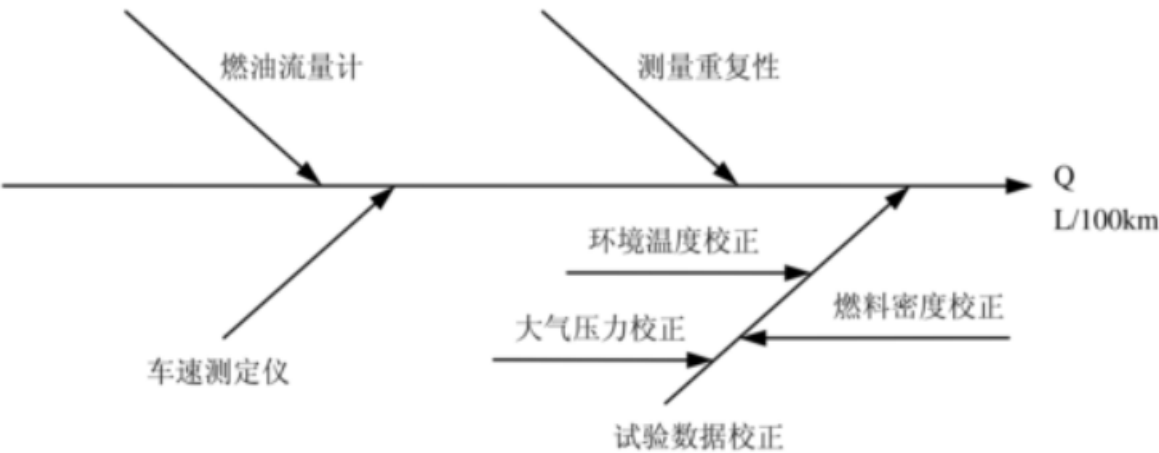 燃油流量计
测量重复性
Q
L/100km
环境温度校正
燃料密度校正
大气压力校正
车速测定仪
试验数据校正